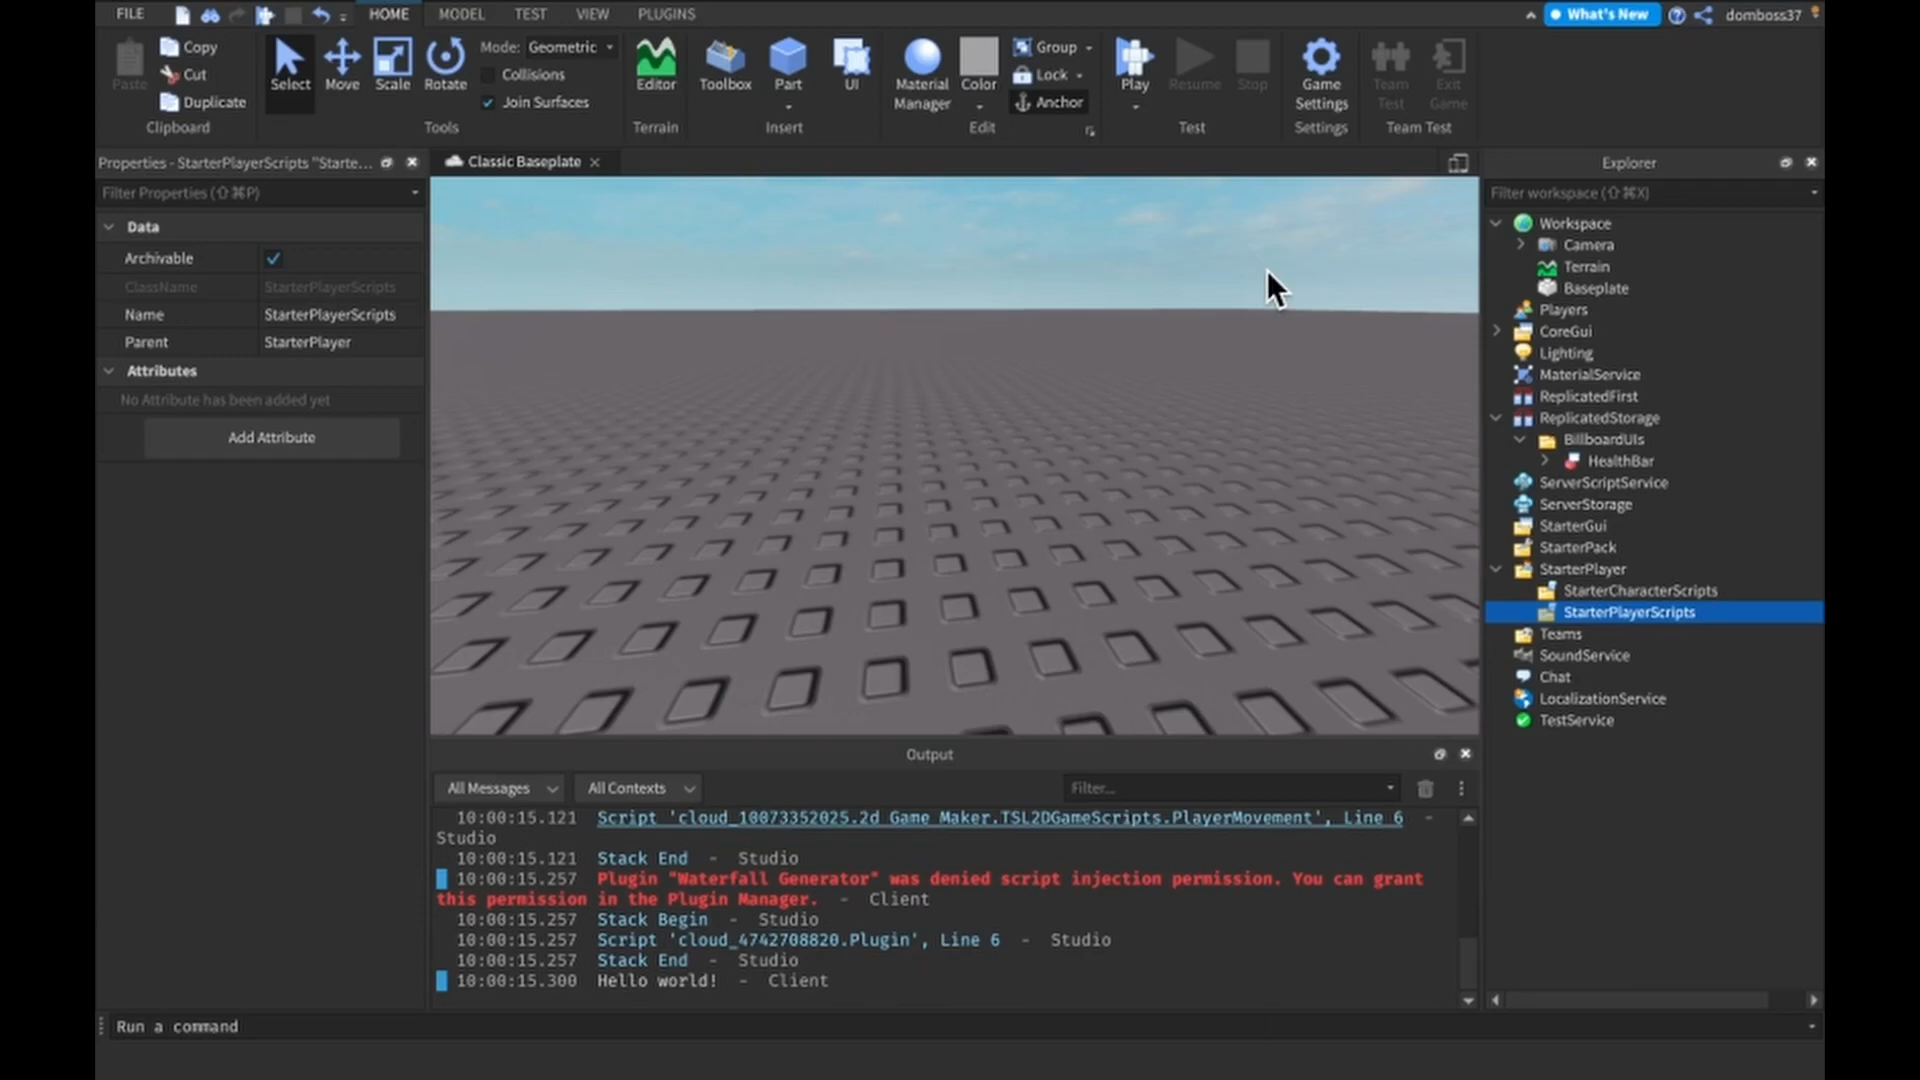 FILE HOME MODEL TEST VIEW PLUGINS What's New domboss37
Paste Copy Cut Duplicate Clipboard
Select Move Scale Rotate Mode: Geometric Collisions Join Surfaces Tools
Editor Terrain
Toolbox Part UI Insert
Material Manager Color Group Lock Anchor Edit
Play Resume Stop Test
Game Settings Settings
Team Test Exit Game Team Test
Properties - StarterPlayerScripts "Starte...
Filter Properties (⇧⌘P)
Data
Archivable
ClassName StarterPlayerScripts
Name StarterPlayerScripts
Parent StarterPlayer
Attributes
No Attribute has been added yet
Add Attribute
Classic Baseplate
Output
All Messages All Contexts Filter...
10:00:15.121 Script 'cloud_10073352025.2d Game Maker.TSL2DGameScripts.PlayerMovement', Line 6 -
Studio
10:00:15.121 Stack End - Studio
10:00:15.257 Plugin "Waterfall Generator" was denied script injection permission. You can grant
this permission in the Plugin Manager. - Client
10:00:15.257 Stack Begin - Studio
10:00:15.257 Script 'cloud_4742708820.Plugin', Line 6 - Studio
10:00:15.257 Stack End - Studio
10:00:15.300 Hello world! - Client
Explorer
Filter workspace (⇧⌘X)
Workspace
Camera
Terrain
Baseplate
Players
CoreGui
Lighting
MaterialService
ReplicatedFirst
ReplicatedStorage
BillboardUIs
HealthBar
ServerScriptService
ServerStorage
StarterGui
StarterPack
StarterPlayer
StarterCharacterScripts
StarterPlayerScripts
Teams
SoundService
Chat
LocalizationService
TestService
Run a command